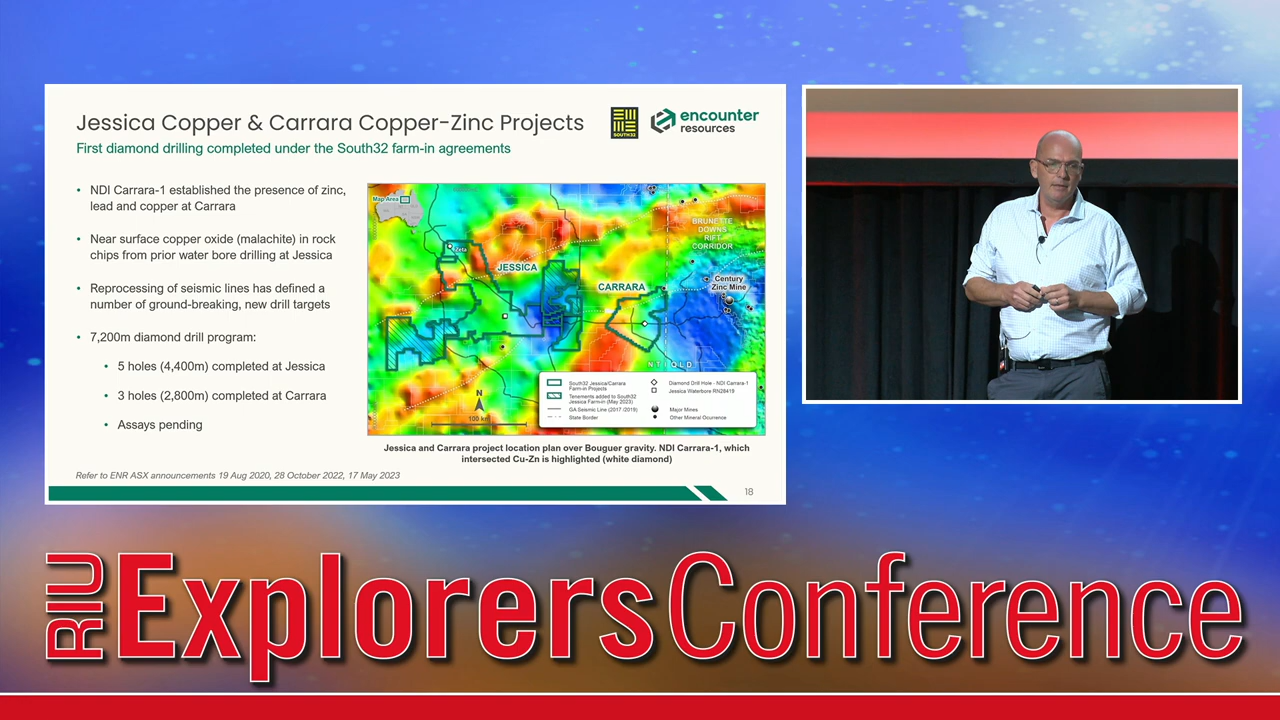 Jessica Copper & Carrara Copper-Zinc Projects
SOUTH32
encounter
resources
First diamond drilling completed under the South32 farm-in agreements
• NDI Carrara-1 established the presence of zinc,
lead and copper at Carrara
• Near surface copper oxide (malachite) in rock
chips from prior water bore drilling at Jessica
• Reprocessing of seismic lines has defined a
number of ground-breaking, new drill targets
• 7,200m diamond drill program:
• 5 holes (4,400m) completed at Jessica
• 3 holes (2,800m) completed at Carrara
• Assays pending
Map Area
Zeta
JESSICA
CARRARA
BRUNETTE
DOWNS
RIFT
CORRIDOR
Century
Zinc Mine
NT
QLD
N
100 km
South32 Jessica/Carrara
Farm-in Projects
Tenements added to South32
Jessica Farm-in (May 2023)
GA Seismic Line (2017 /2019)
State Border
Diamond Drill Hole - NDI Carrara-1
Jessica Waterbore RN28419
Major Mines
Other Mineral Ocurrence
Jessica and Carrara project location plan over Bouguer gravity. NDI Carrara-1, which
intersected Cu-Zn is highlighted (white diamond)
Refer to ENR ASX announcements 19 Aug 2020, 28 October 2022, 17 May 2023
18
RIU ExplorersConference